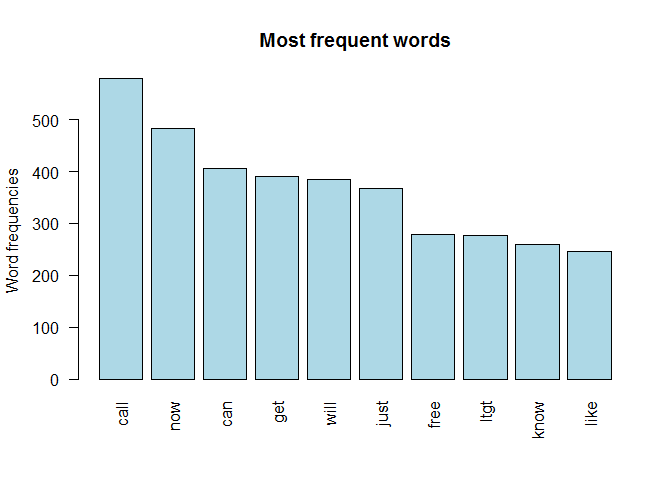 Most frequent words
Word frequencies
500
400
300
200
100
0
call
now
can
get
will
just
free
ltgt
know
like